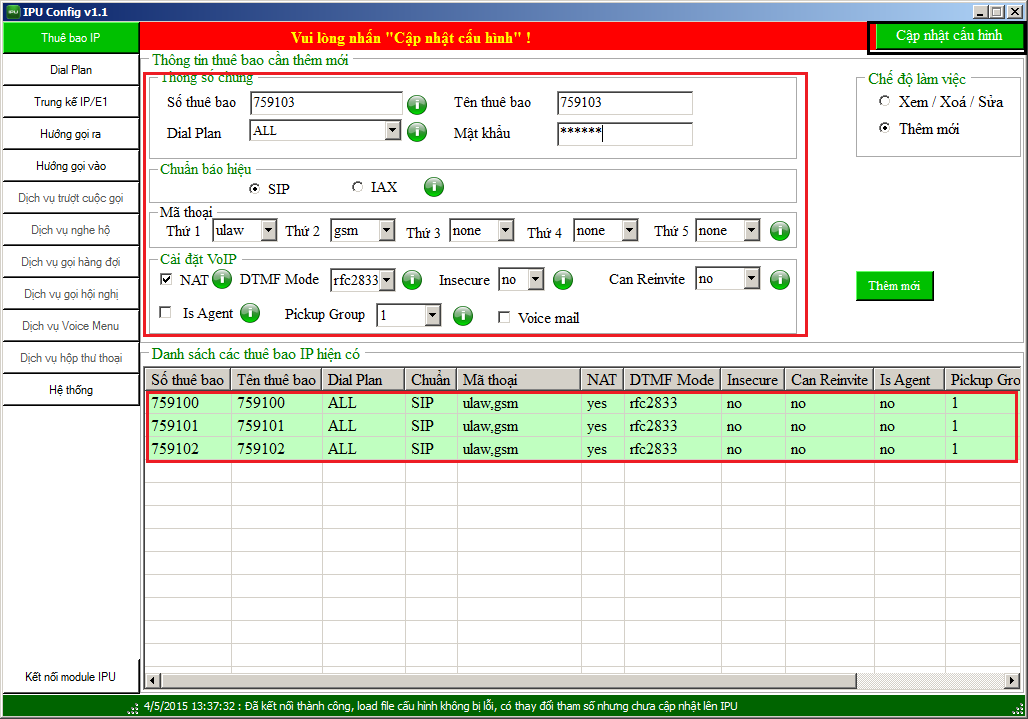 IPU Config v1.1
Thuê bao IP
Dial Plan
Trung kế IP/E1
Hướng gọi ra
Hướng gọi vào
Dịch vụ trượt cuộc gọi
Dịch vụ nghe hộ
Dịch vụ gọi hàng đợi
Dịch vụ gọi hội nghị
Dịch vụ Voice Menu
Dịch vụ hộp thư thoại
Hệ thống
Kết nối module IPU
Vui lòng nhấn "Cập nhật cấu hình" !
Cập nhật cấu hình
Thông tin thuê bao cần thêm mới
Thông số chung
Số thuê bao 759103 Tên thuê bao 759103
Dial Plan ALL Mật khẩu ******
Chuẩn báo hiệu
SIP IAX
Mã thoại
Thứ 1 ulaw Thứ 2 gsm Thứ 3 none Thứ 4 none Thứ 5 none
Cài đặt VoIP
NAT DTMF Mode rfc2833 Insecure no Can Reinvite no
Is Agent Pickup Group 1 Voice mail
Chế độ làm việc
Xem / Xoá / Sửa
Thêm mới
Thêm mới
Danh sách các thuê bao IP hiện có
Số thuê bao Tên thuê bao Dial Plan Chuẩn Mã thoại NAT DTMF Mode Insecure Can Reinvite Is Agent Pickup Gro
759100 759100 ALL SIP ulaw,gsm yes rfc2833 no no no 1
759101 759101 ALL SIP ulaw,gsm yes rfc2833 no no no 1
759102 759102 ALL SIP ulaw,gsm yes rfc2833 no no no 1
4/5/2015 13:37:32 : Đã kết nối thành công, load file cấu hình không bị lỗi, có thay đổi tham số nhưng chưa cập nhật lên IPU